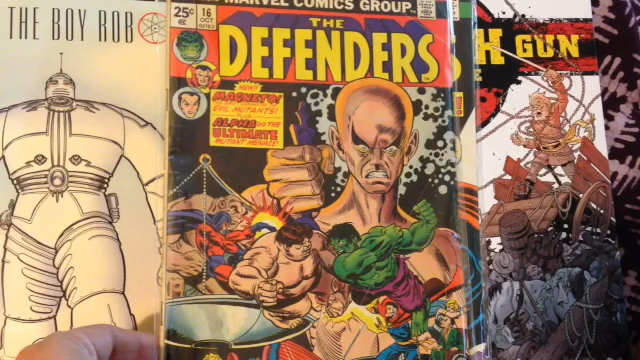 THE BOY ROB
MARVEL COMICS GROUP
25¢
16
OCT
THE
DEFENDERS
MAGNETO!
EVIL MUTANTS!
ALPHA THE
ULTIMATE
MUTANT MENACE!
GUN